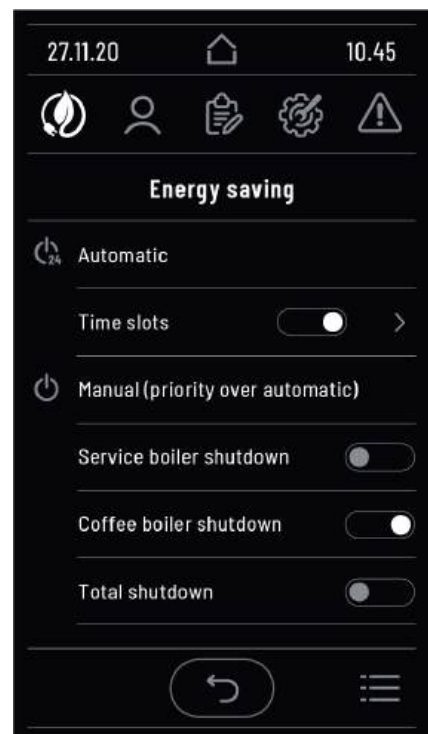 27.11.20 10.45
Energy saving
24 Automatic
Time slots
Manual (priority over automatic)
Service boiler shutdown
Coffee boiler shutdown
Total shutdown